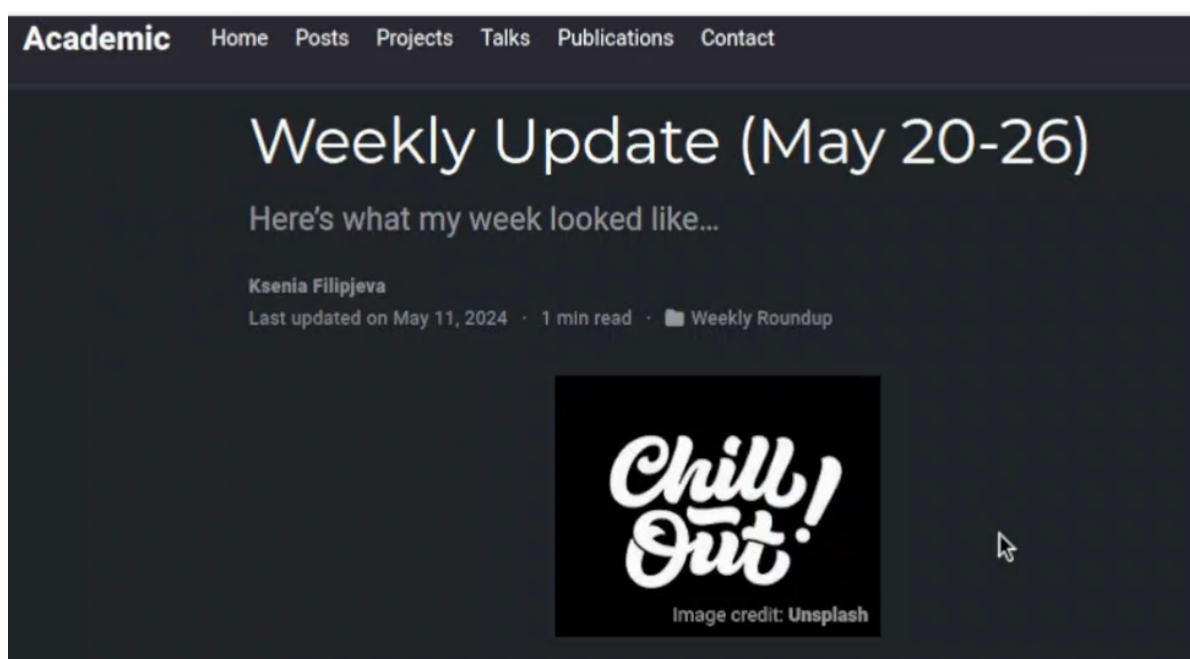 Academic Home Posts Projects Talks Publications Contact
Weekly Update (May 20-26)
Here's what my week looked like...
Ksenia Filipjeva
Last updated on May 11, 2024 · 1 min read · Weekly Roundup
Chill
Out!
Image credit: Unsplash